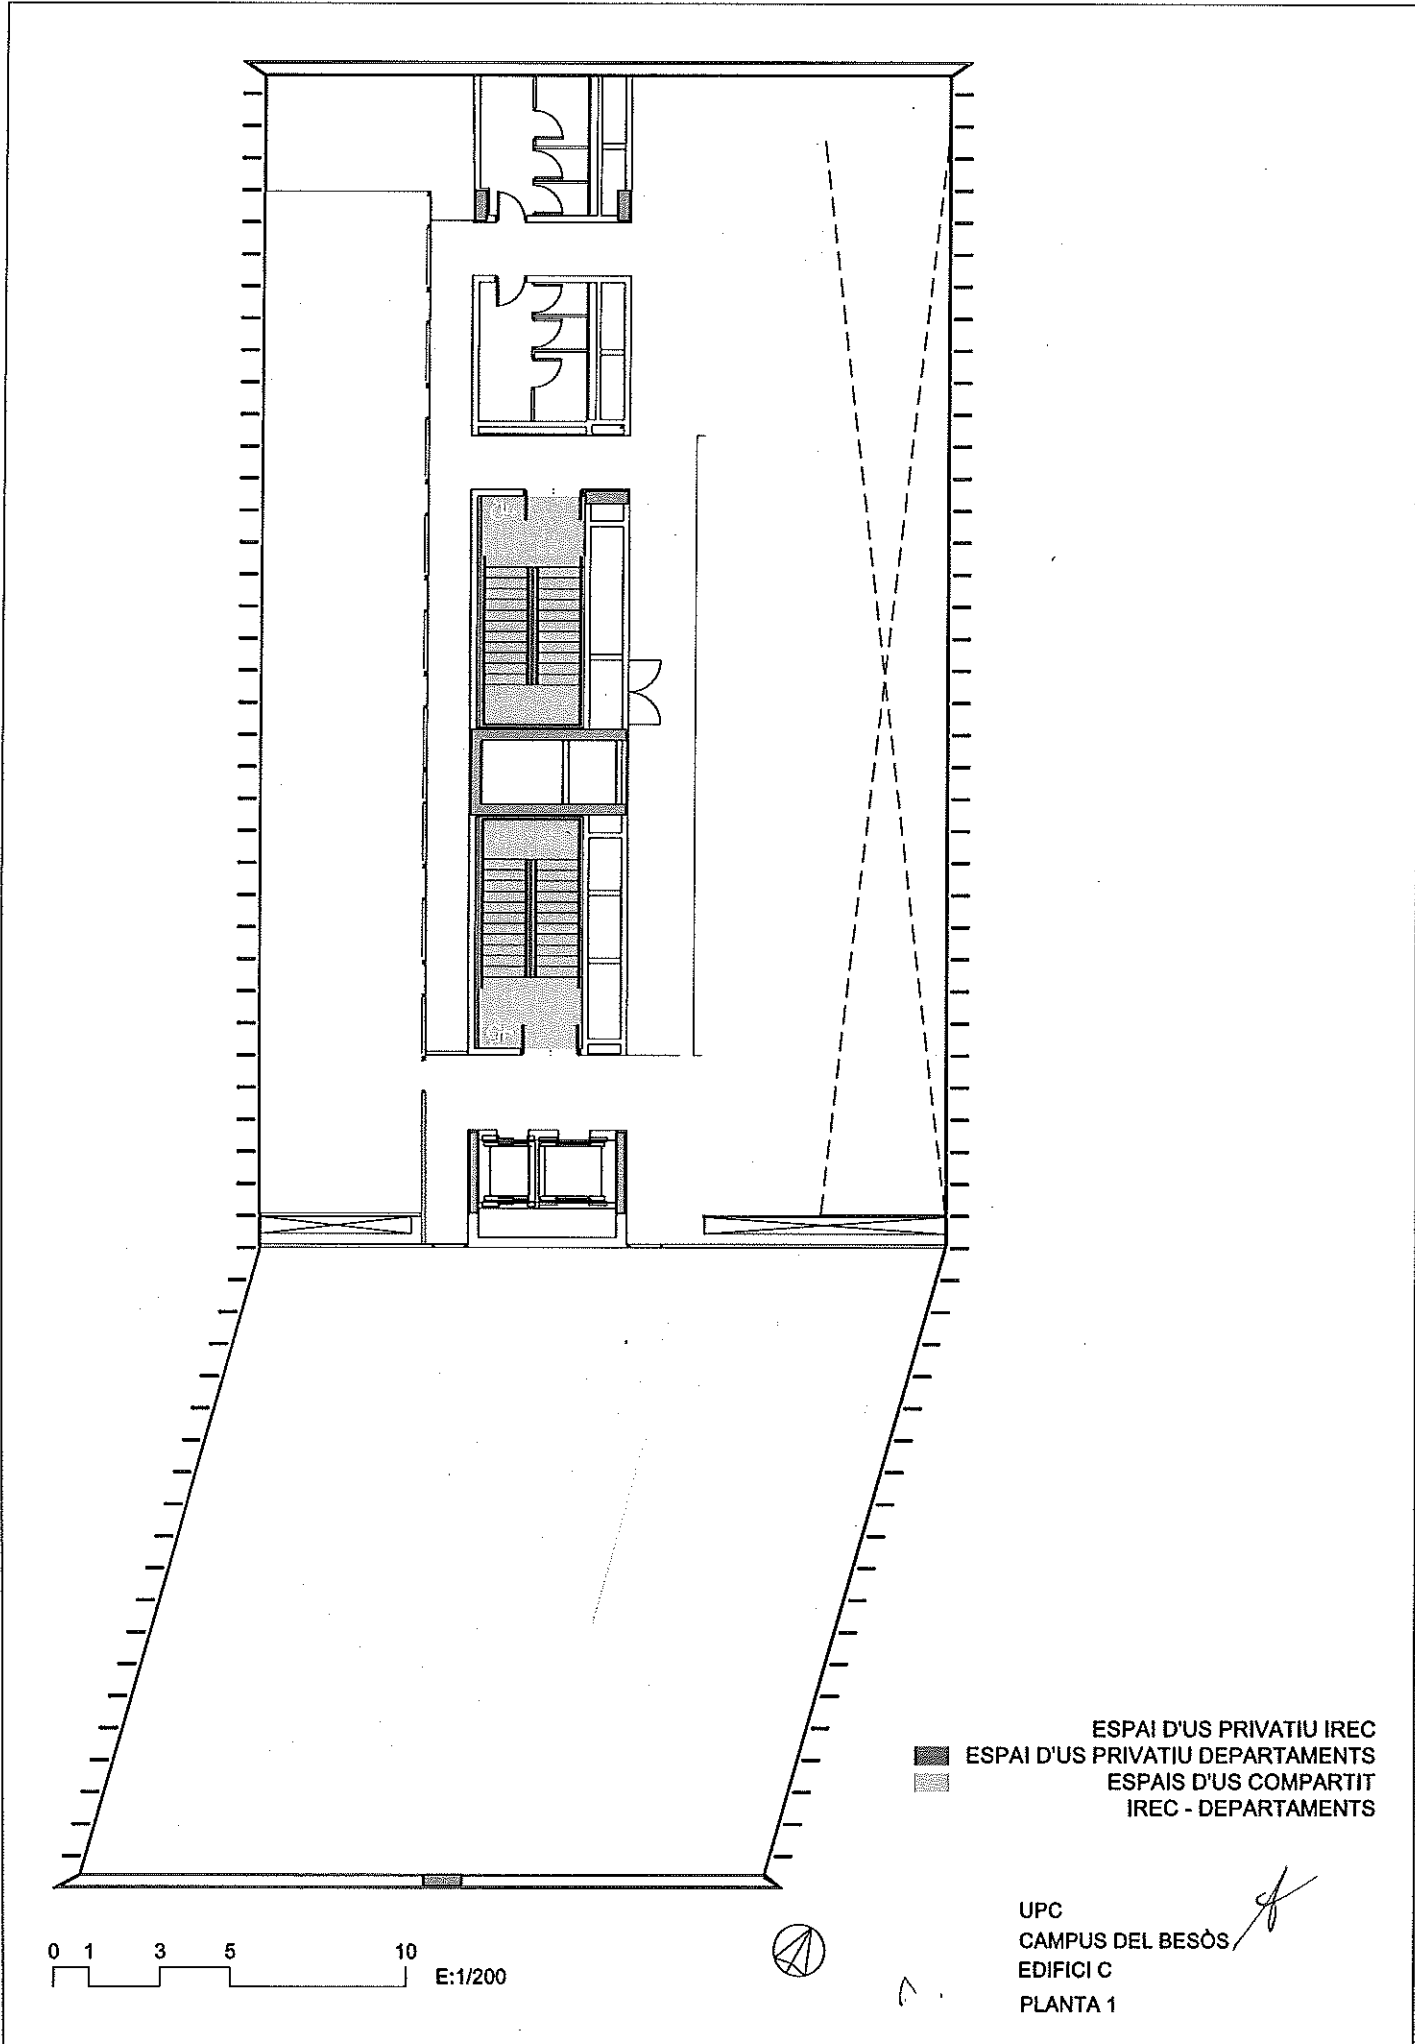 ESPAI D'US PRIVATIU IREC
ESPAI D'US PRIVATIU DEPARTAMENTS
ESPAIS D'US COMPARTIT
IREC - DEPARTAMENTS
UPC
CAMPUS DEL BESÒS
EDIFICI C
PLANTA 1
0 1 3 5 10
E:1/200